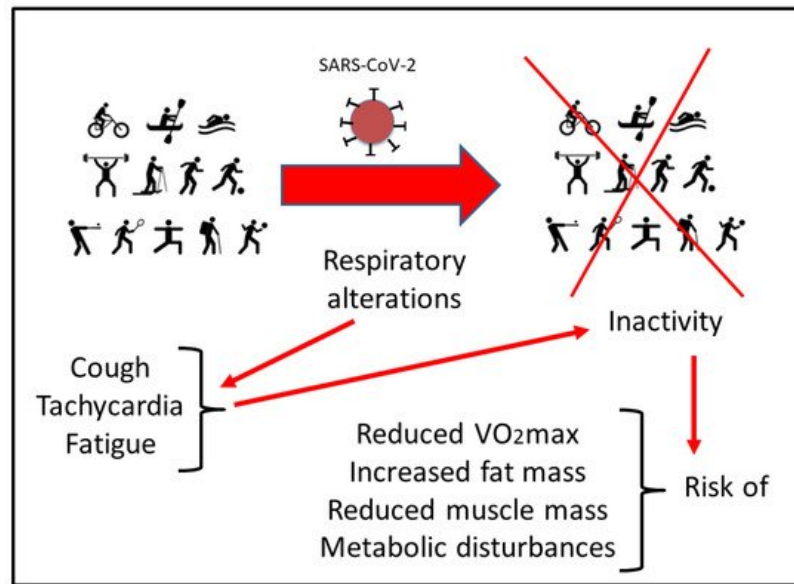 SARS-CoV-2
Respiratory
alterations
Inactivity
Cough
Tachycardia
Fatigue
Reduced VO2max
Increased fat mass
Reduced muscle mass
Metabolic disturbances
Risk of